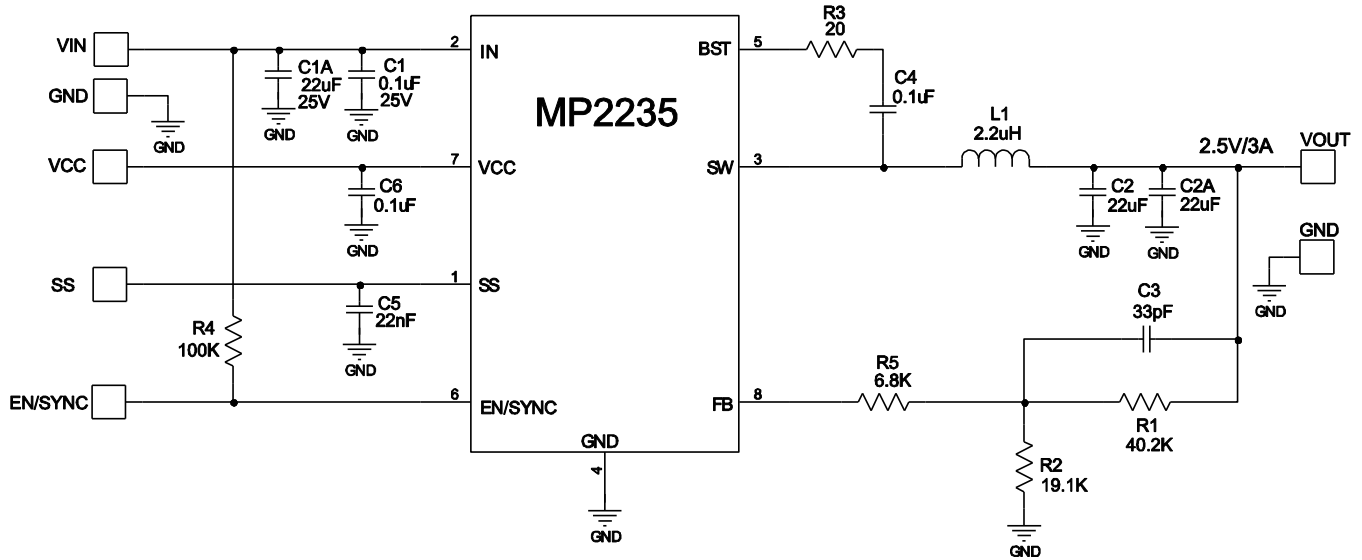 VIN
GND
GND
VCC
SS
EN/SYNC
R4
100K
C1A
22uF
25V
GND
C1
0.1uF
25V
GND
C6
0.1uF
GND
C5
22nF
GND
2
7
1
6
IN
VCC
SS
EN/SYNC
MP2235
BST
SW
FB
GND
4
GND
5
3
8
R3
20
C4
0.1uF
L1
2.2uH
2.5V/3A
VOUT
C2
22uF
GND
C2A
22uF
GND
GND
GND
C3
33pF
R5
6.8K
R1
40.2K
R2
19.1K
GND